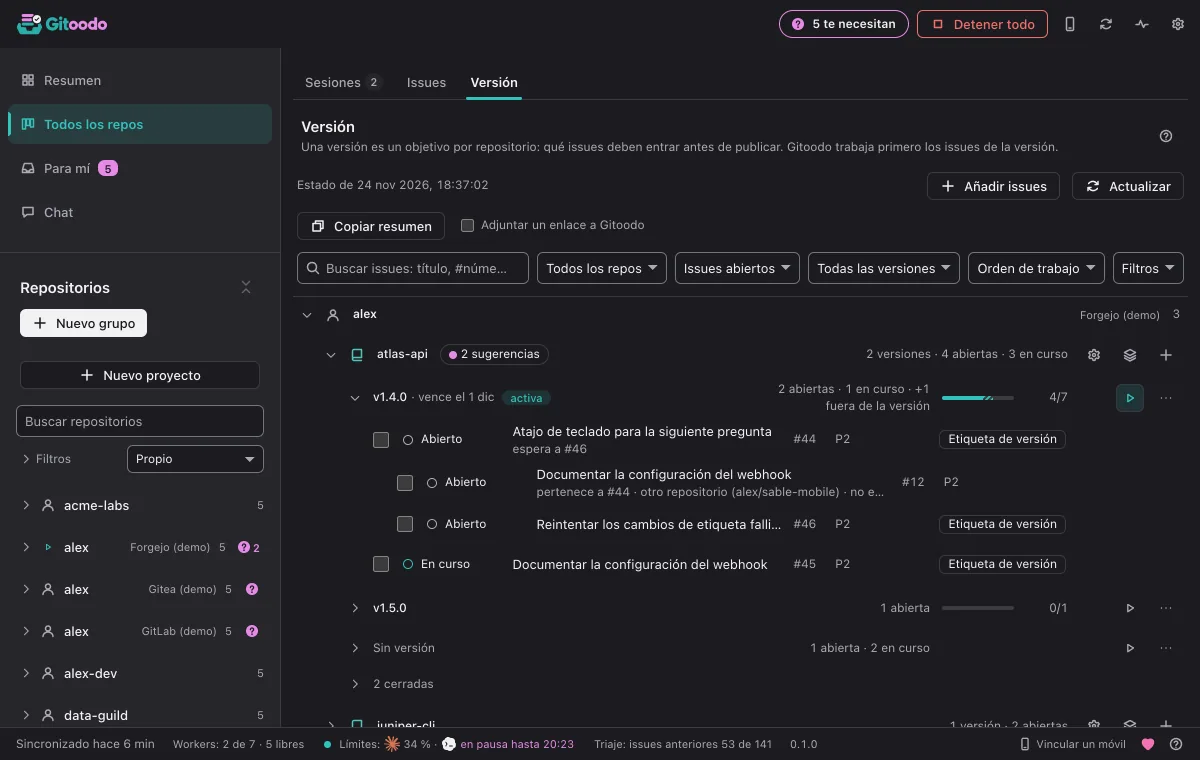 Gitoodo
5 te necesitan
Detener todo
Resumen
Todos los repos
Para mí 5
Chat
Repositorios
Nuevo grupo
Nuevo proyecto
Buscar repositorios
Filtros
Propio
acme-labs 5
alex Forgejo (demo) 5 ? 2
alex Gitea (demo) 5 ?
alex GitLab (demo) 5 ?
alex-dev 5
data-guild 5
Sesiones 2
Issues
Versión
Versión
Una versión es un objetivo por repositorio: qué issues deben entrar antes de publicar. Gitoodo trabaja primero los issues de la versión.
Estado de 24 nov 2026, 18:37:02
Añadir issues
Actualizar
Copiar resumen
Adjuntar un enlace a Gitoodo
Buscar issues: título, #núme...
Todos los repos
Issues abiertos
Todas las versiones
Orden de trabajo
Filtros
alex Forgejo (demo) 3
atlas-api 2 sugerencias 2 versiones · 4 abiertas · 3 en curso
v1.4.0 · vence el 1 dic activa 2 abiertas · 1 en curso · +1
fuera de la versión 4/7
Abierto Atajo de teclado para la siguiente pregunta #44 P2 Etiqueta de versión
espera a #46
Abierto Documentar la configuración del webhook #12 P2
pertenece a #44 · otro repositorio (alex/sable-mobile) · no e...
Abierto Reintentar los cambios de etiqueta falli... #46 P2 Etiqueta de versión
En curso Documentar la configuración del webhook #45 P2 Etiqueta de versión
v1.5.0 1 abierta 0/1
Sin versión 1 abierta · 2 en curso
2 cerradas
juniper-cli 1 versión · 2 abiertas
Sincronizado hace 6 min
Workers: 2 de 7 · 5 libres
Límites: 34 % · en pausa hasta 20:23
Triaje: issues anteriores 53 de 141
0.1.0
Vincular un móvil